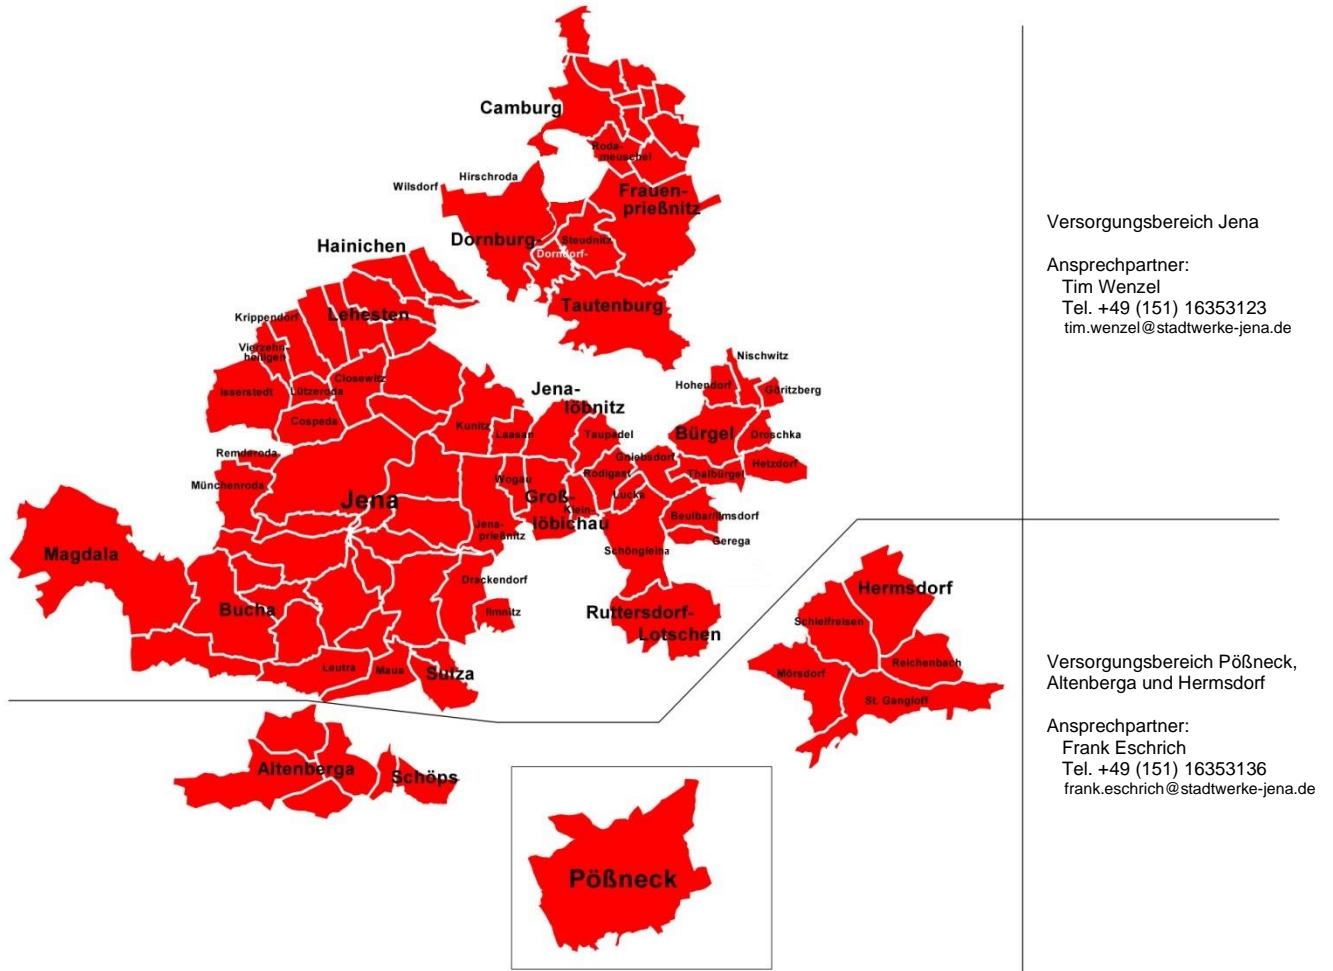 Camburg
Roda-
meuschel
Hirschroda
Wilsdorf
Frauen-
prießnitz
Dornburg-
Steudnitz
Dorndorf-
Hainichen
Tautenburg
Lehesten
Krippendorf
Vierzehn-
heiligen
Closewitz
Isserstedt
Lützeroda
Cospeda
Nischwitz
Hohendorf
Göritzberg
Jena-
löbnitz
Kunitz
Laasan
Taupadel
Bürgel
Droschka
Gniebsdorf
Remderoda
Münchenroda
Wogau
Rodigast
Thalbürgel
Hetzdorf
Jena
Groß-
Klein-
löbichau
Lucka
Beulbar/Ilmsdorf
Jena-
prießnitz
Gerega
Schöngleina
Magdala
Drackendorf
Bucha
Ilmnitz
Ruttersdorf-
Lotschen
Leutra
Maua
Sulza
Hermsdorf
Schleifreisen
Reichenbach
Mörsdorf
St. Gangloff
Altenberga
Schöps
Pößneck
Versorgungsbereich Jena
Ansprechpartner:
Tim Wenzel
Tel. +49 (151) 16353123
tim.wenzel@stadtwerke-jena.de
Versorgungsbereich Pößneck,
Altenberga und Hermsdorf
Ansprechpartner:
Frank Eschrich
Tel. +49 (151) 16353136
frank.eschrich@stadtwerke-jena.de